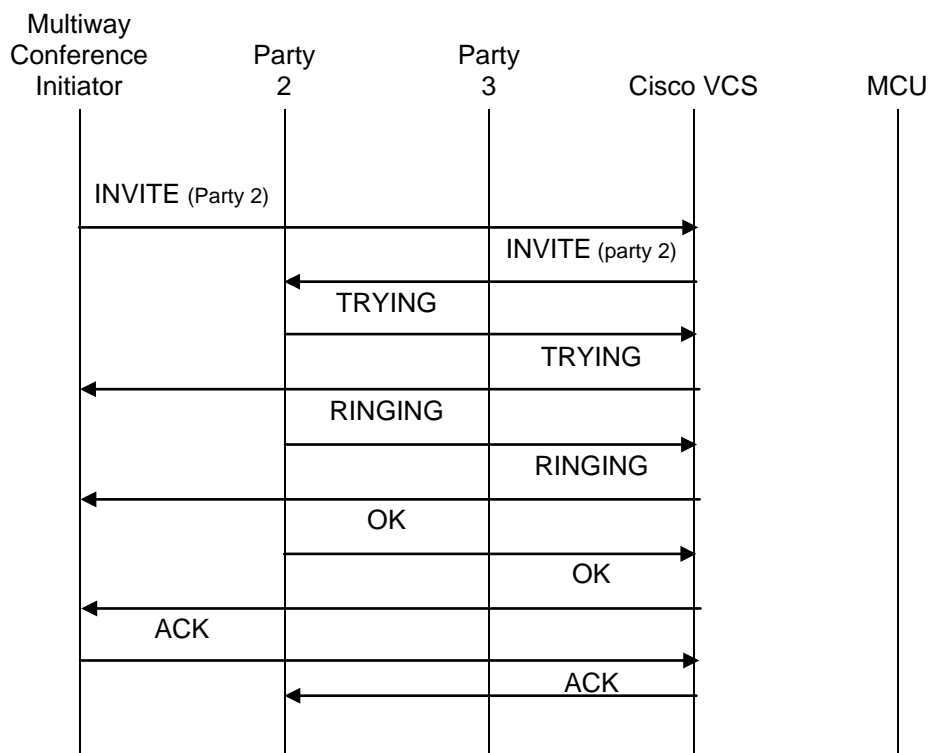 Multiway
Conference
Initiator
Party
2
Party
3
Cisco VCS
MCU
INVITE (Party 2)
INVITE (party 2)
TRYING
TRYING
RINGING
RINGING
OK
OK
ACK
ACK